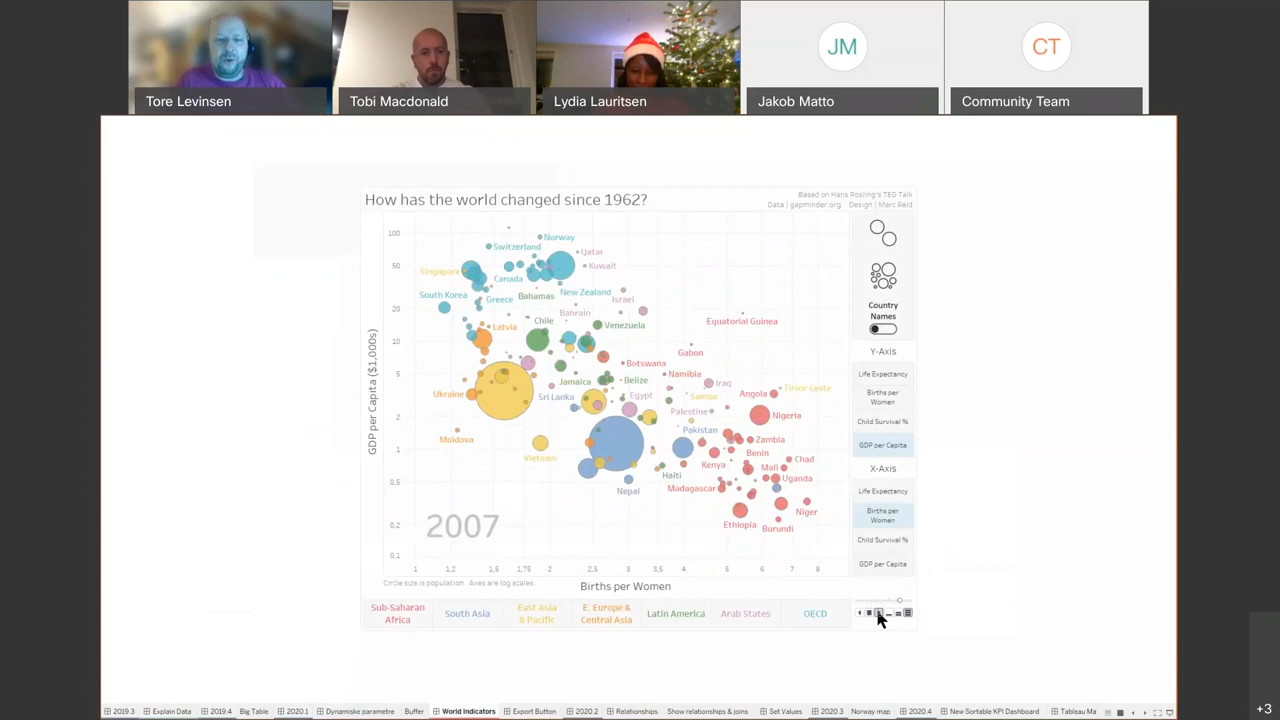 JM
CT
Tore Levinsen
Tobi Macdonald
Lydia Lauritsen
Jakob Matto
Community Team
How has the world changed since 1962?
Based on Hans Rosling's TED Talk
Data | gapminder.org Design | Marc Reid
GDP per Capita ($1,000s)
100
50
20
10
5
2
1
0,5
0,2
0,1
Norway
Switzerland
Qatar
Singapore
Kuwait
Canada
South Korea
Greece
Bahamas
New Zealand
Israel
Bahrain
Latvia
Chile
Venezuela
Equatorial Guinea
Gabon
Botswana
Namibia
Ukraine
Jamaica
Belize
Iraq
Timor-Leste
Sri Lanka
Egypt
Samoa
Angola
Palestine
Nigeria
Moldova
Pakistan
Zambia
Vietnam
Benin
Kenya
Chad
Mali
Haiti
Uganda
Nepal
Madagascar
Niger
Ethiopia
Burundi
2007
1
1,2
1,5
1,75
2
2,5
3
3,5
4
5
6
7
8
Circle size is population. Axes are log scales.
Births per Women
Sub-Saharan
Africa
South Asia
East Asia
& Pacific
E. Europe &
Central Asia
Latin America
Arab States
OECD
Country
Names
Y-Axis
Life Expectancy
Births per
Women
Child Survival %
GDP per Capita
X-Axis
Life Expectancy
Births per
Women
Child Survival %
GDP per Capita
2019.3 Explain Data 2019.4 Big Table 2020.1 Dynamiske parametre Buffer World Indicators Export Button 2020.2 Relationships Show relationships & joins Set Values 2020.3 Norway map 2020.4 New Sortable KPI Dashboard Tableau Ma
+3